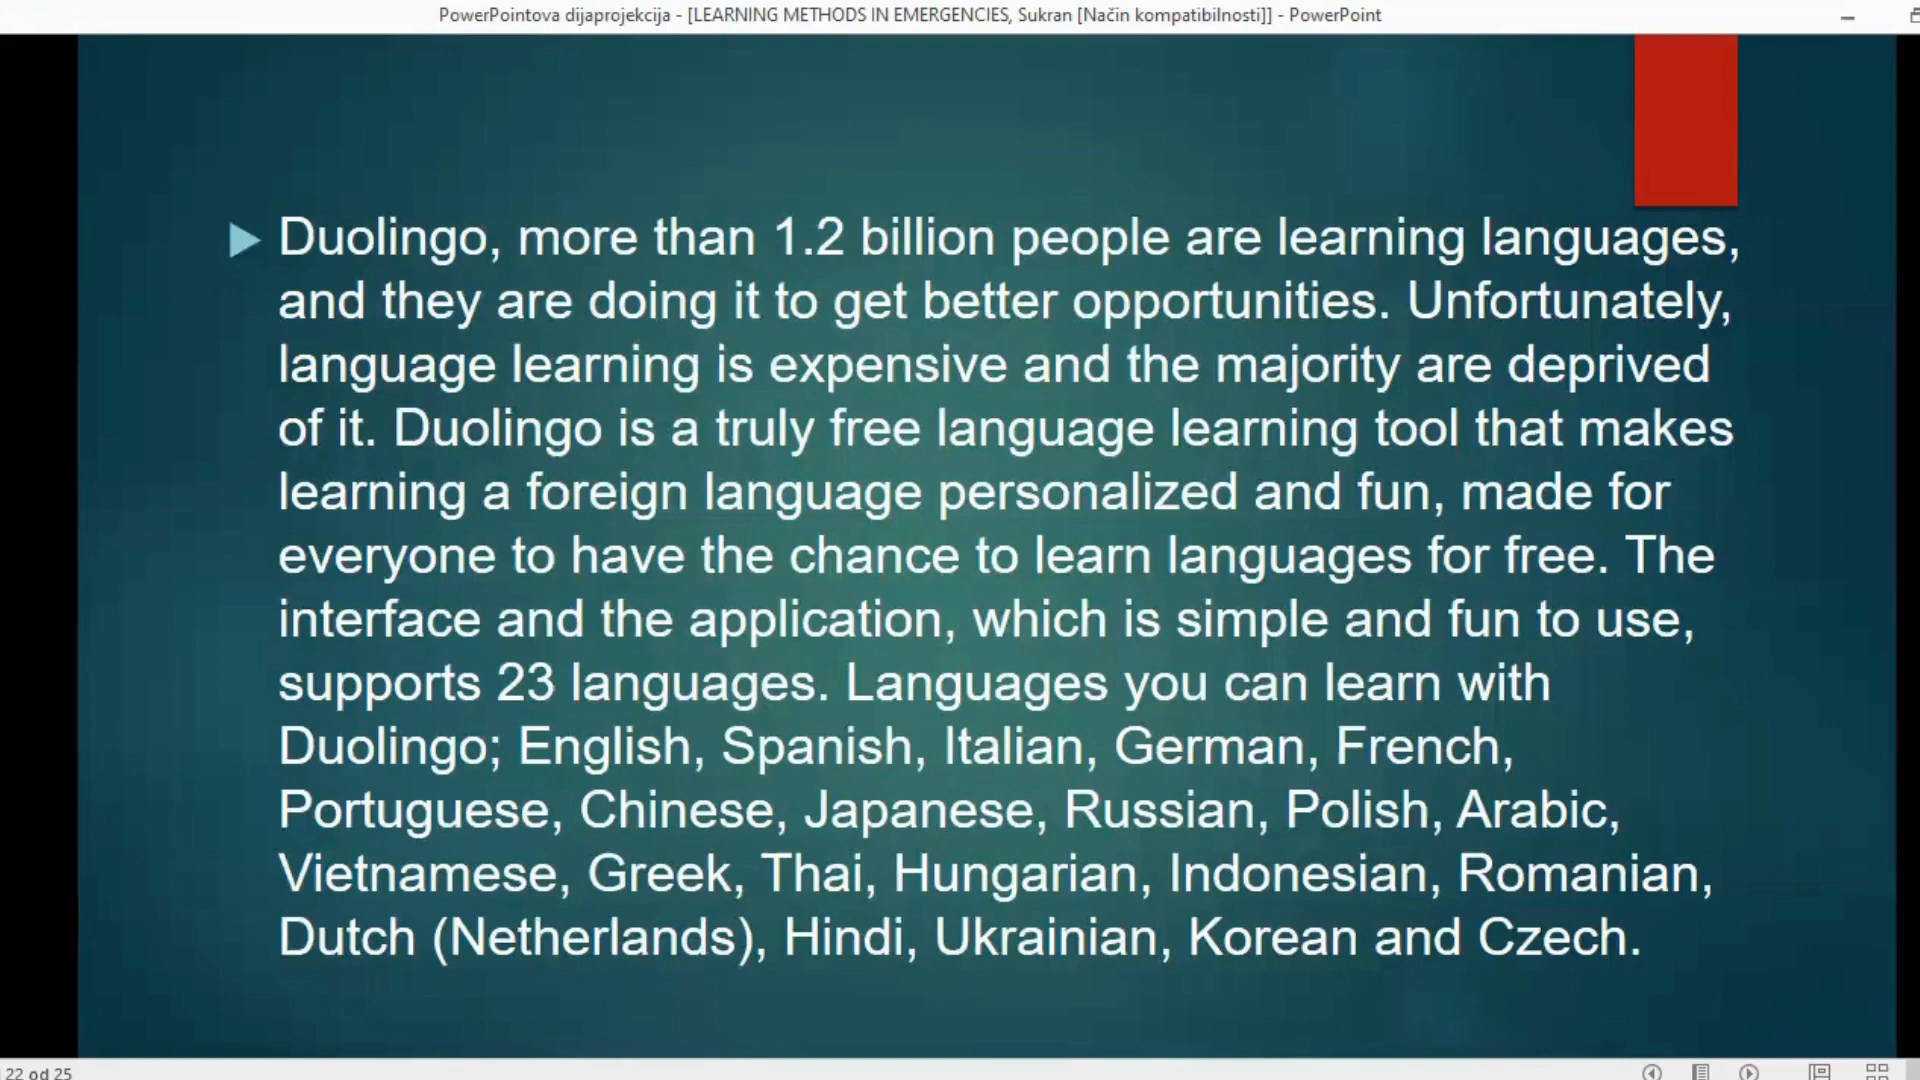 PowerPointova dijaprojekcija - [LEARNING METHODS IN EMERGENCIES, Sukran [Način kompatibilnosti]] - PowerPoint
Duolingo, more than 1.2 billion people are learning languages,
and they are doing it to get better opportunities. Unfortunately,
language learning is expensive and the majority are deprived
of it. Duolingo is a truly free language learning tool that makes
learning a foreign language personalized and fun, made for
everyone to have the chance to learn languages for free. The
interface and the application, which is simple and fun to use,
supports 23 languages. Languages you can learn with
Duolingo; English, Spanish, Italian, German, French,
Portuguese, Chinese, Japanese, Russian, Polish, Arabic,
Vietnamese, Greek, Thai, Hungarian, Indonesian, Romanian,
Dutch (Netherlands), Hindi, Ukrainian, Korean and Czech.
22 od 25